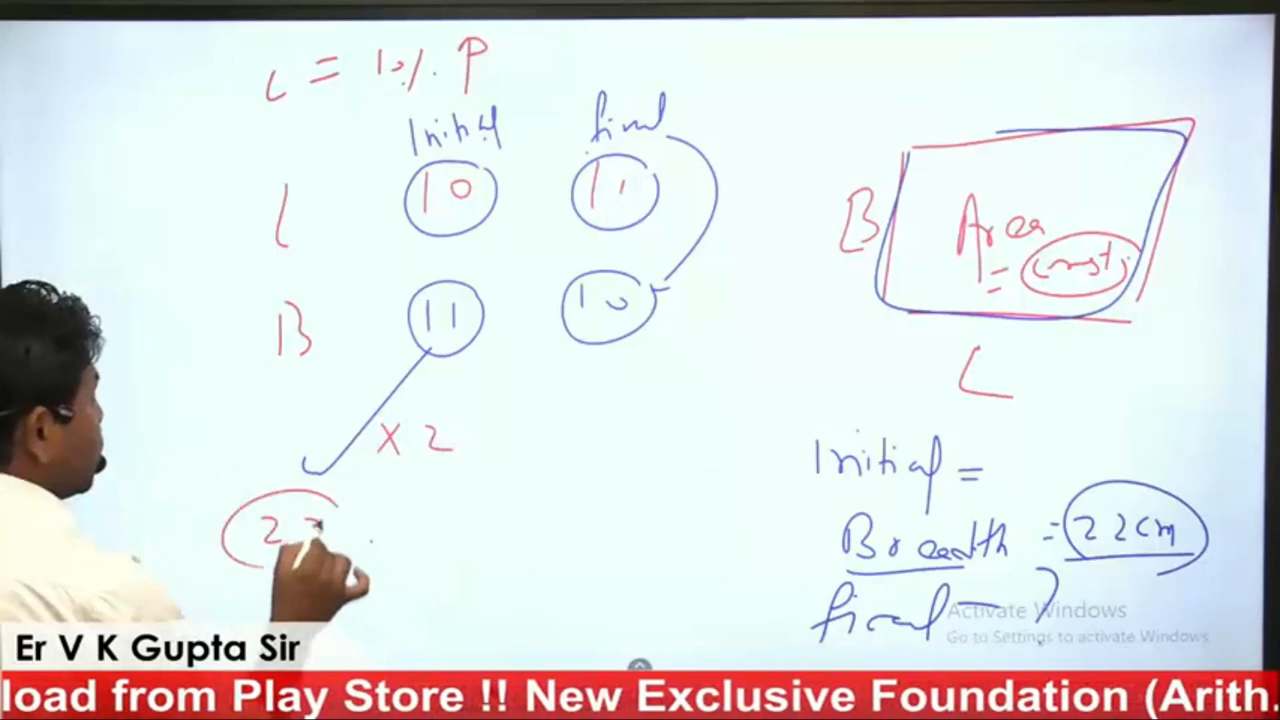 L = 10% P
Initial final
L 10 11
B 11 10
× 2
22
B
Area
= const.
L
Initial =
Breadth = 22cm
final = ?
Activate Windows
Go to Settings to activate Windows.
Er V K Gupta Sir
load from Play Store !! New Exclusive Foundation (Arith.